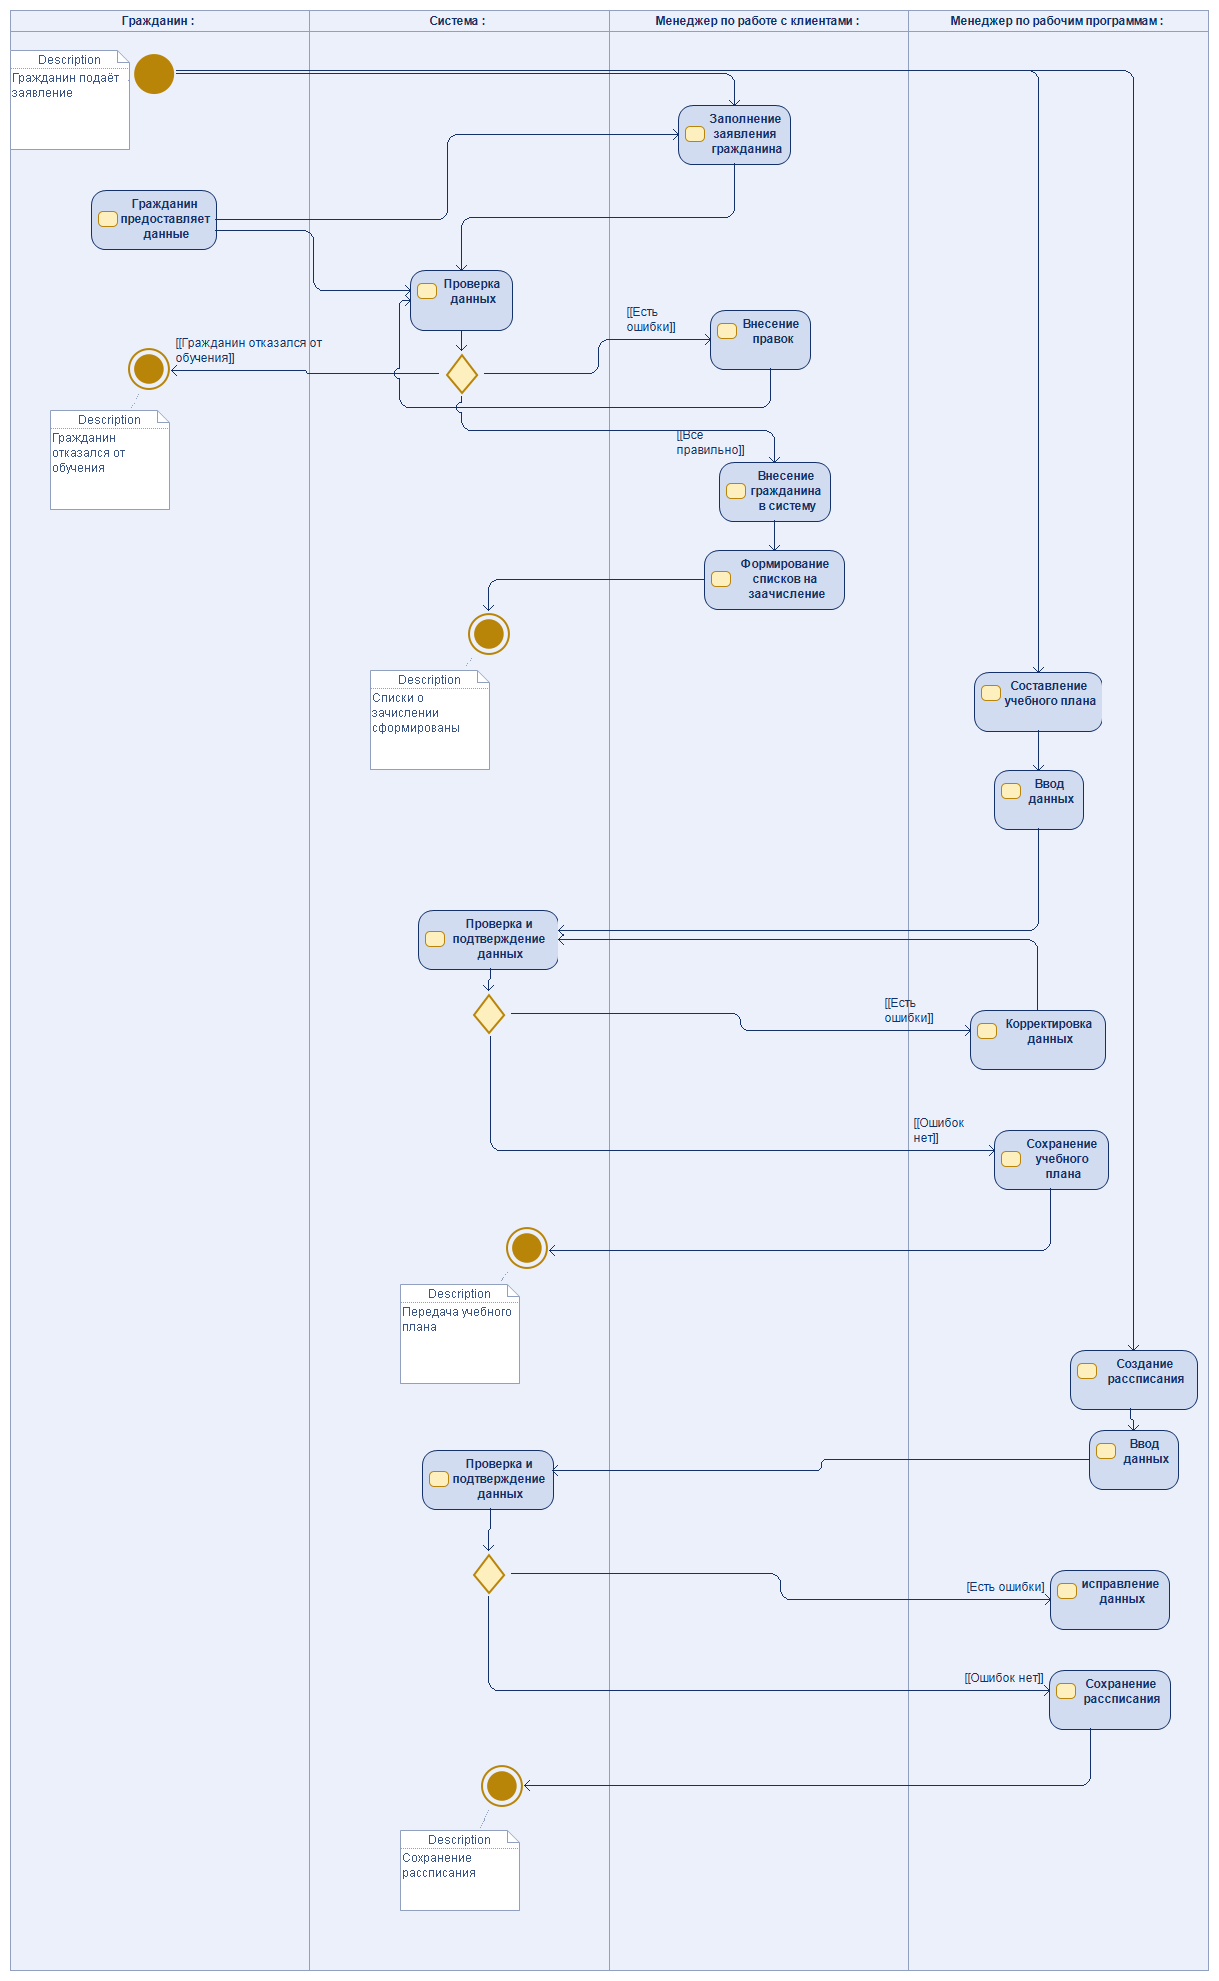 Гражданин :
Система :
Менеджер по работе с клиентами :
Менеджер по рабочим программам :
Description
Гражданин подаёт
заявление
Заполнение
заявления
гражданина
Гражданин
предоставляет
данные
Проверка
данных
[[Есть
ошибки]]
Внесение
правок
[[Гражданин отказался от
обучения]]
Description
Гражданин
отказался от
обучения
[[Все
правильно]]
Внесение
гражданина
в систему
Формирование
списков на
заачисление
Description
Списки о
зачислении
сформированы
Составление
учебного плана
Ввод
данных
Проверка и
подтверждение
данных
[[Есть
ошибки]]
Корректировка
данных
[[Ошибок
нет]]
Сохранение
учебного
плана
Description
Передача учебного
плана
Создание
рассписания
Ввод
данных
Проверка и
подтверждение
данных
[Есть ошибки]
исправление
данных
[[Ошибок нет]]
Сохранение
рассписания
Description
Сохранение
рассписания